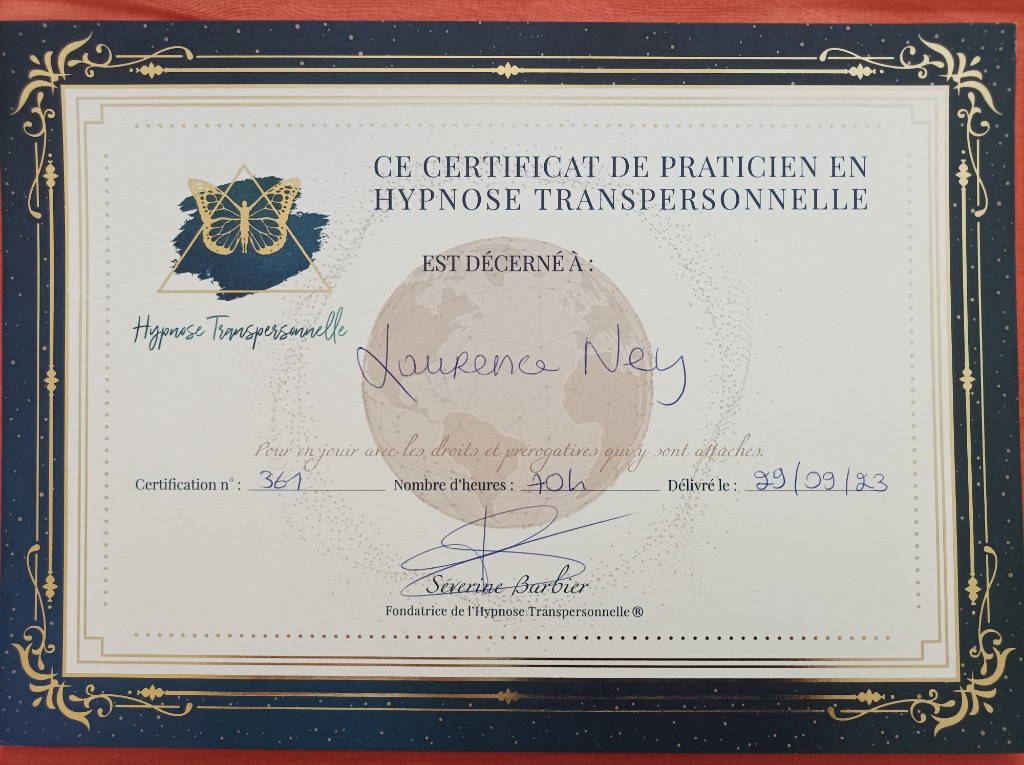 CE CERTIFICAT DE PRATICIEN EN
HYPNOSE TRANSPERSONNELLE
EST DÉCERNÉ À :
Hypnose Transpersonnelle
Laurence Ney
Pour en jouir avec les droits et prérogatires qui y sont attachés.
Certification n° : 361 Nombre d'heures : 70h Délivré le : 29/09/23
Séverine Barbier
Fondatrice de l'Hypnose Transpersonnelle®